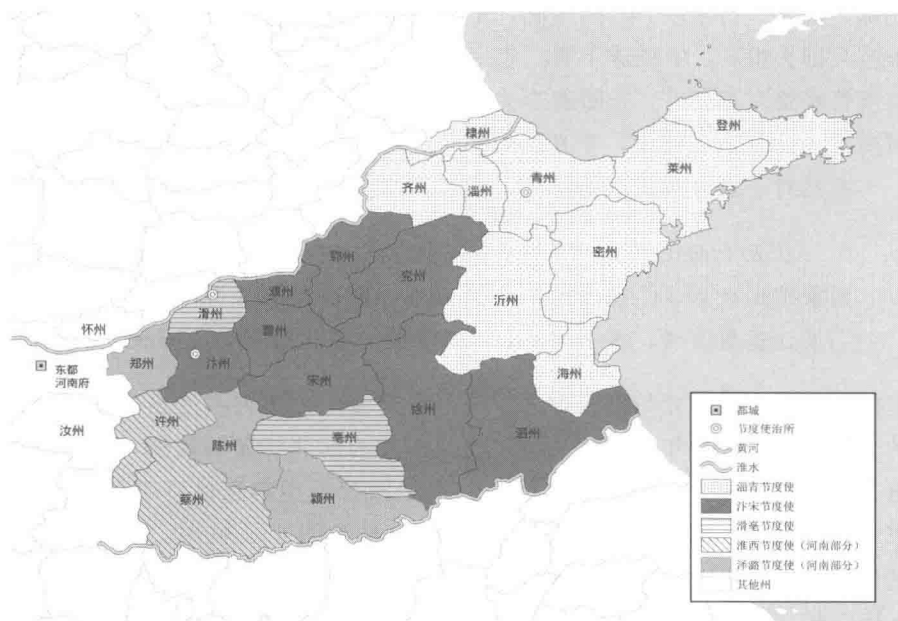 登州
棣州
莱州
青州
齐州
淄州
密州
郓州
兖州
濮州
沂州
滑州
曹州
怀州
郑州
汴州
东都
河南府
宋州
海州
徐州
泗州
汝州
许州
陈州
亳州
蔡州
颍州
都城
节度使治所
黄河
淮水
淄青节度使
汴宋节度使
滑亳节度使
淮西节度使（河南部分）
泽潞节度使（河南部分）
其他州